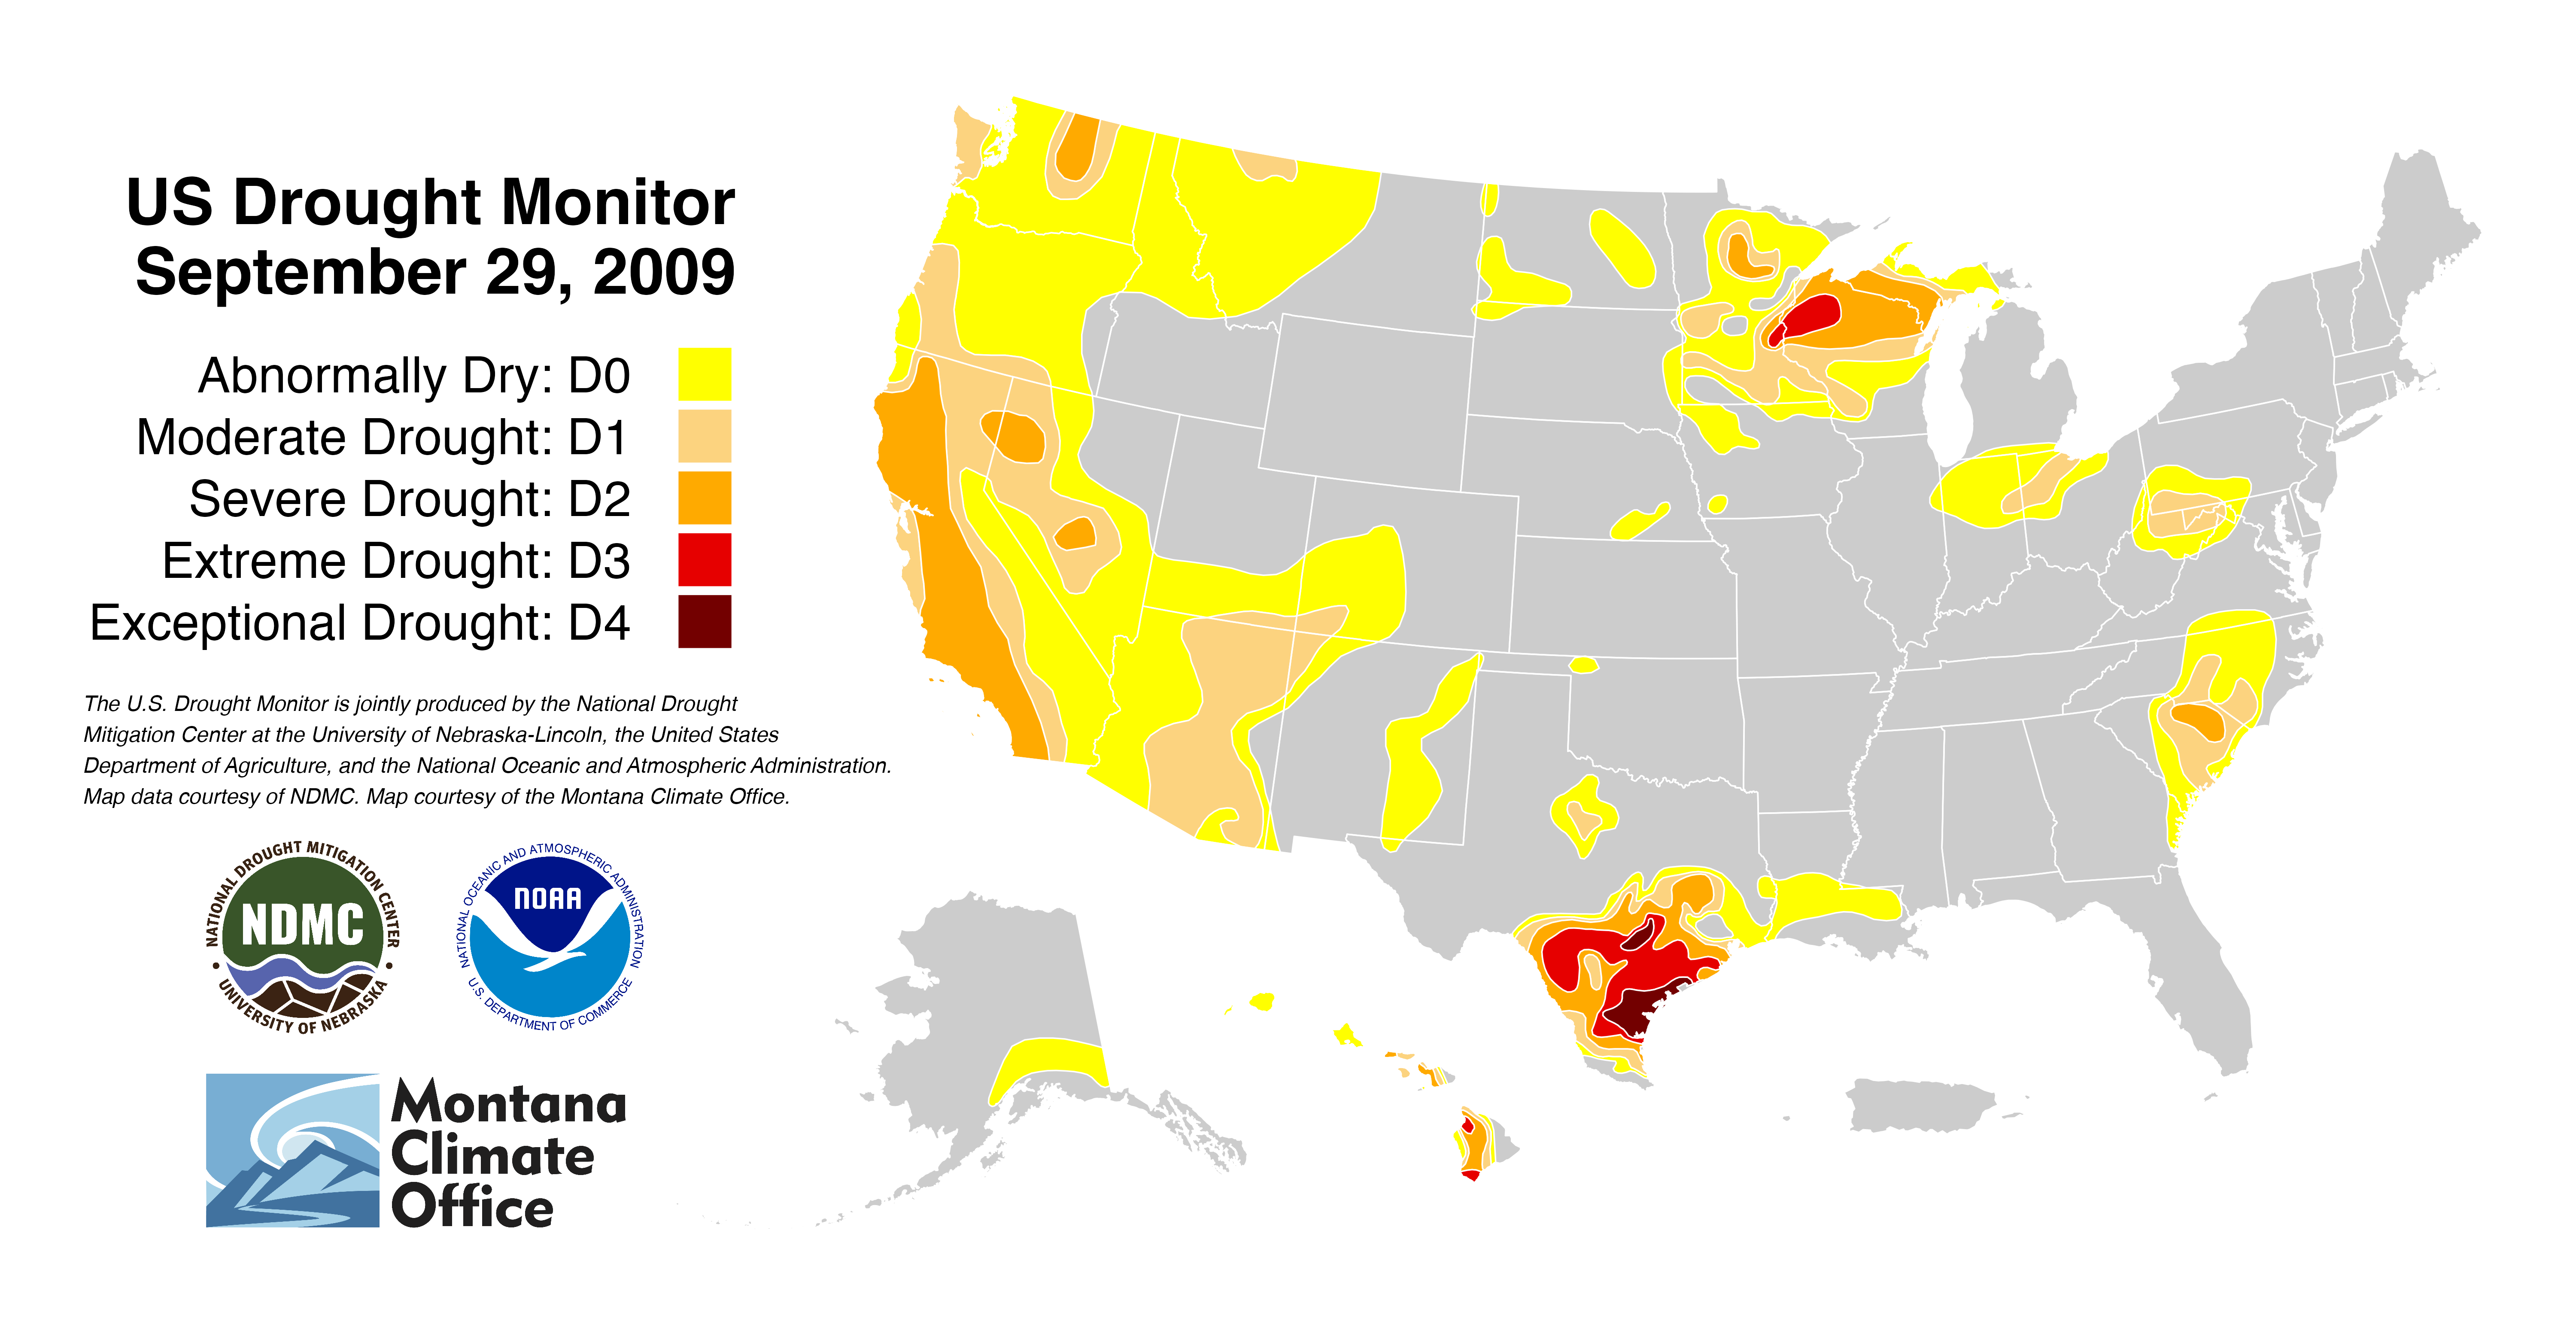 US Drought Monitor
September 29, 2009
Abnormally Dry: D0
Moderate Drought: D1
Severe Drought: D2
Extreme Drought: D3
Exceptional Drought: D4
The U.S. Drought Monitor is jointly produced by the National Drought
Mitigation Center at the University of Nebraska-Lincoln, the United States
Department of Agriculture, and the National Oceanic and Atmospheric Administration.
Map data courtesy of NDMC. Map courtesy of the Montana Climate Office.
NATIONAL DROUGHT MITIGATION CENTER
NDMC
• UNIVERSITY OF NEBRASKA •
NATIONAL OCEANIC AND ATMOSPHERIC ADMINISTRATION
NOAA
U.S. DEPARTMENT OF COMMERCE
Montana
Climate
Office